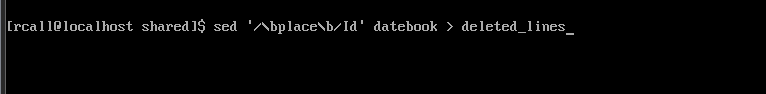 [rcall@localhost shared]$ sed '/\bplace\b/Id' datebook > deleted_lines_